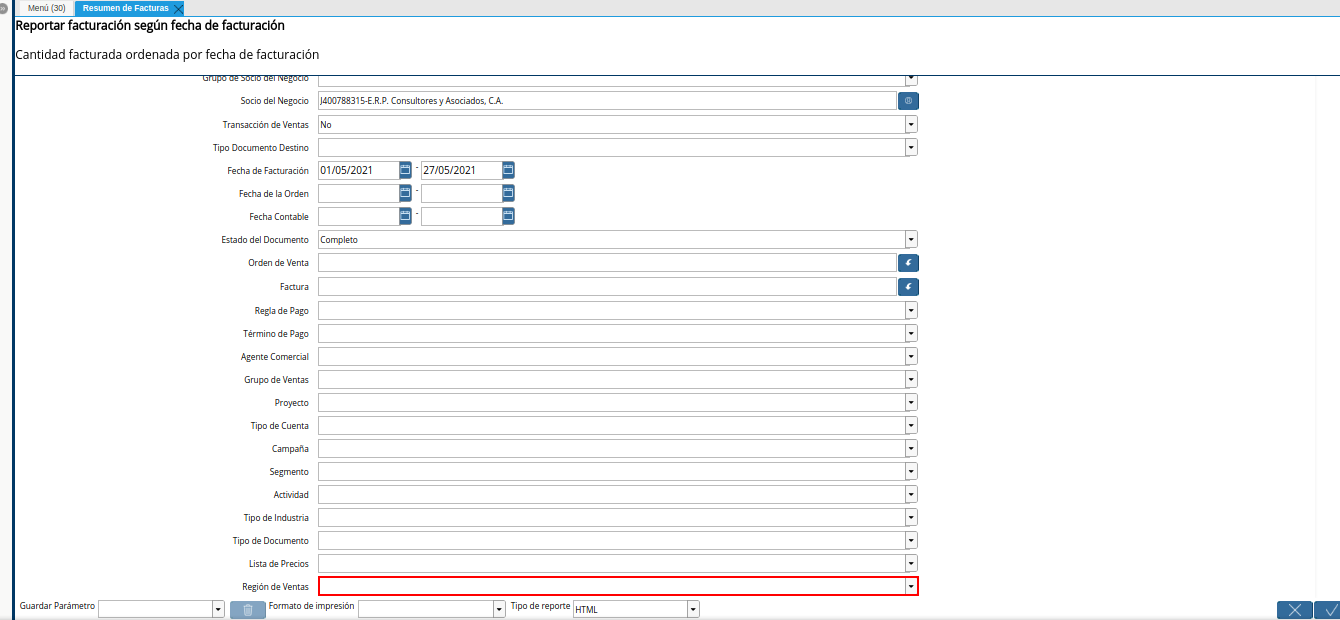 Menú (30) Resumen de Facturas
Reportar facturación según fecha de facturación
Cantidad facturada ordenada por fecha de facturación
Grupo de Socio del Negocio
Socio del Negocio J400788315-E.R.P. Consultores y Asociados, C.A.
Transacción de Ventas No
Tipo Documento Destino
Fecha de Facturación 01/05/2021 - 27/05/2021
Fecha de la Orden -
Fecha Contable -
Estado del Documento Completo
Orden de Venta
Factura
Regla de Pago
Término de Pago
Agente Comercial
Grupo de Ventas
Proyecto
Tipo de Cuenta
Campaña
Segmento
Actividad
Tipo de Industria
Tipo de Documento
Lista de Precios
Región de Ventas
Guardar Parámetro Formato de impresión Tipo de reporte HTML